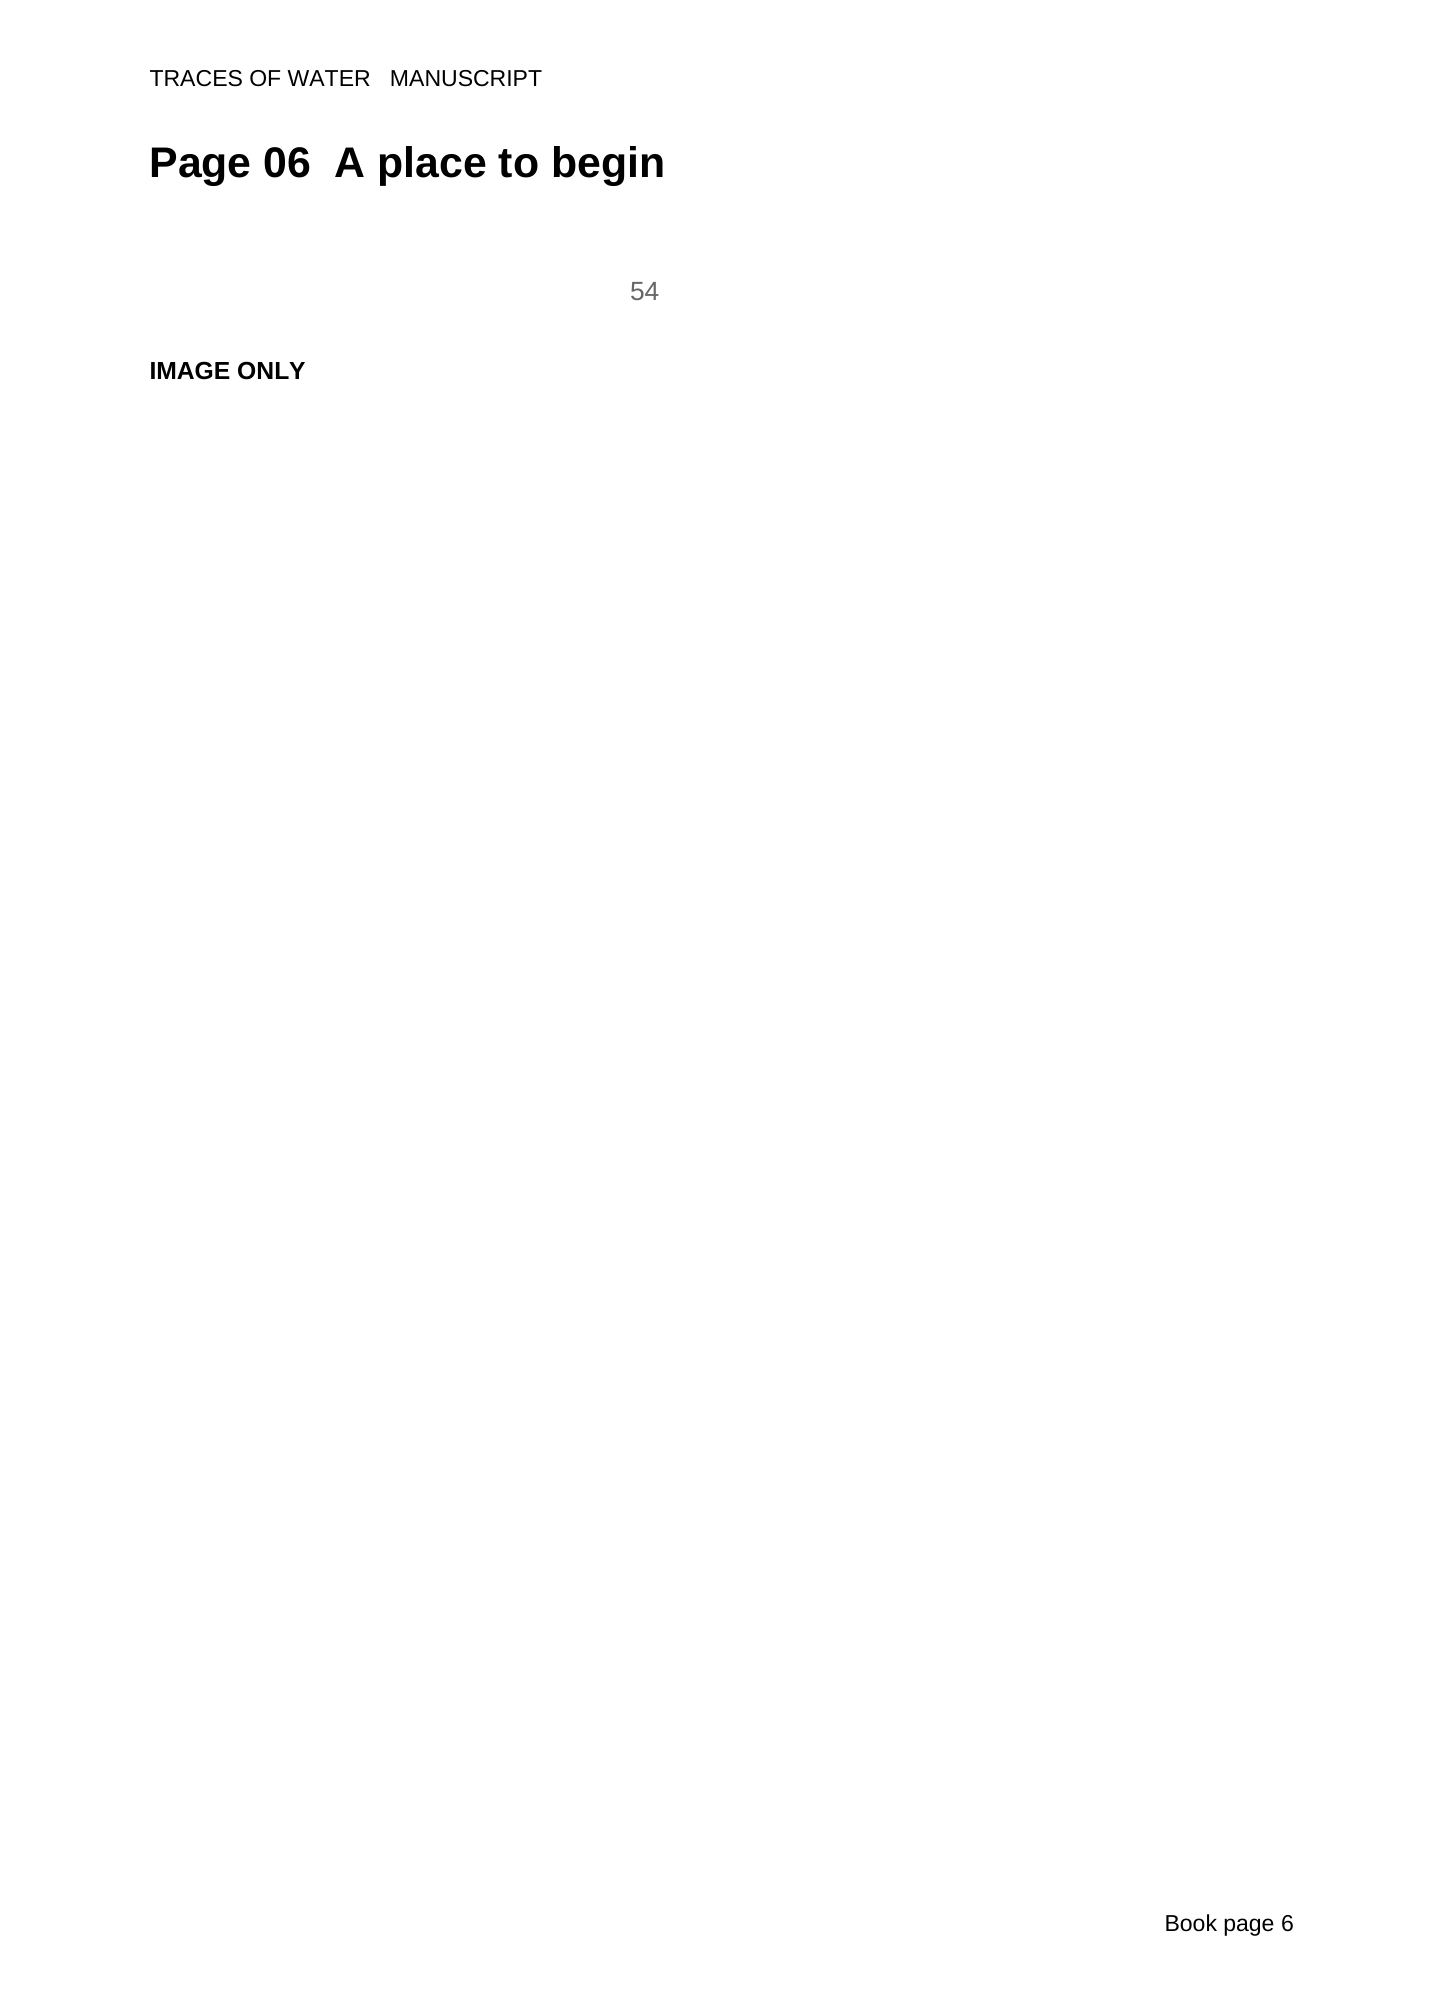 TRACES OF WATER   MANUSCRIPT
Page 06  A place to begin
54
IMAGE ONLY
Book page 6